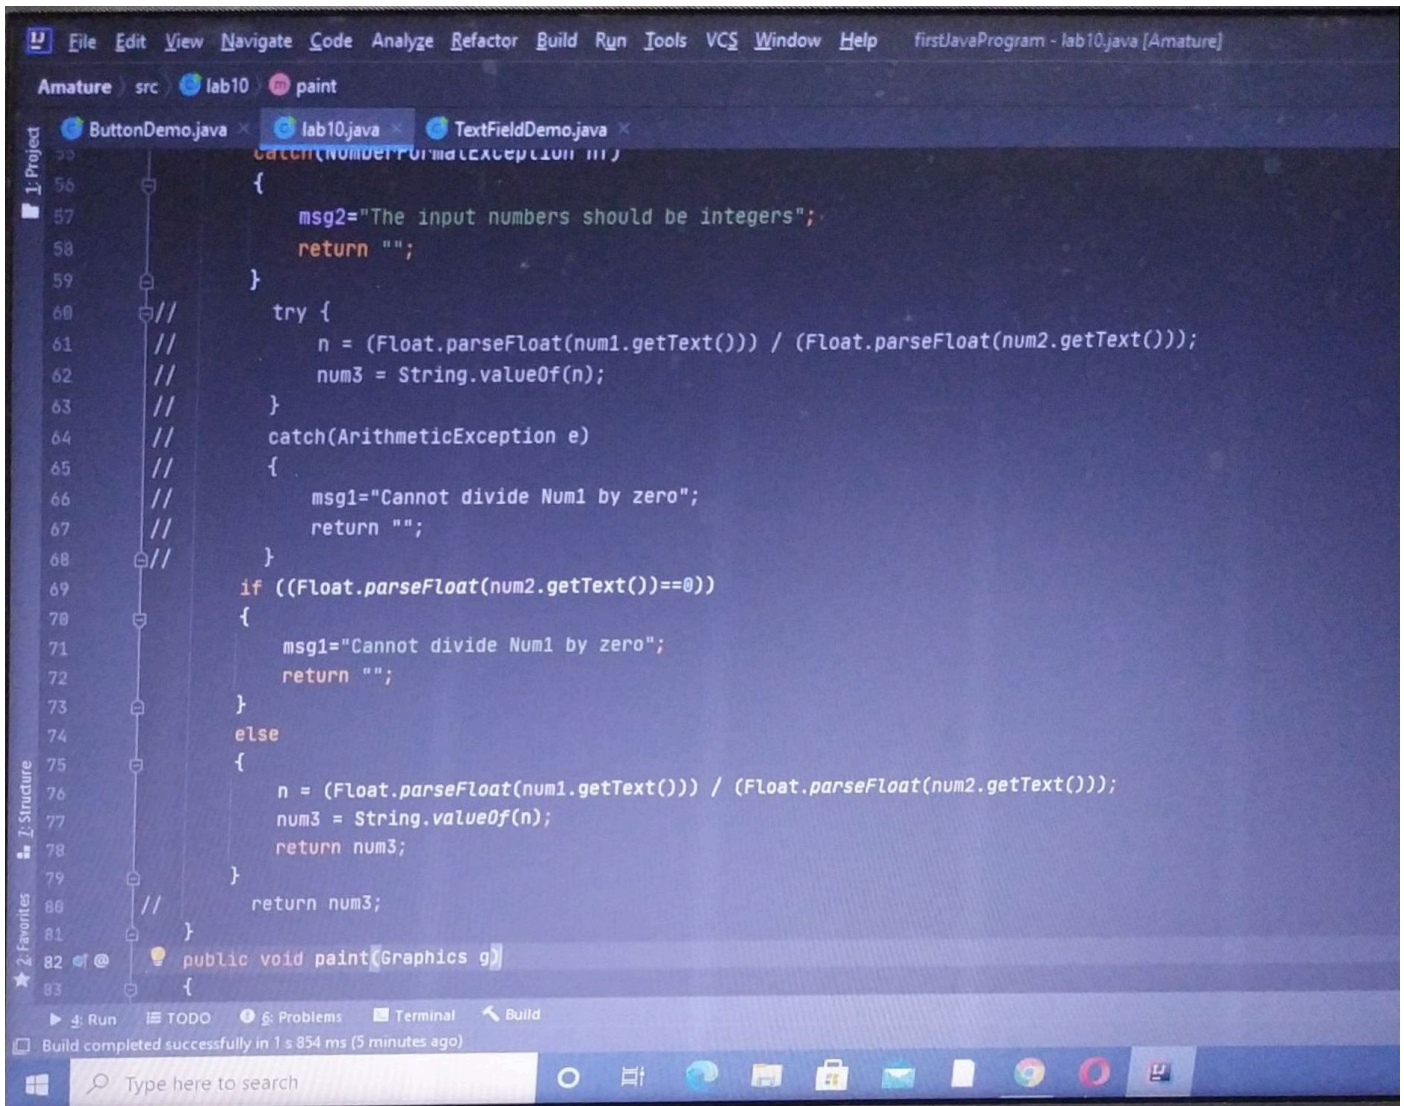 File Edit View Navigate Code Analyze Refactor Build Run Tools VCS Window Help firstJavaProgram - lab10.java [Amature]
Amature src lab10 paint
ButtonDemo.java lab10.java TextFieldDemo.java
1: Project
55 catch(NumberFormatException nf)
56 {
57 msg2="The input numbers should be integers";
58 return "";
59 }
60 // try {
61 // n = (Float.parseFloat(num1.getText())) / (Float.parseFloat(num2.getText()));
62 // num3 = String.valueOf(n);
63 // }
64 // catch(ArithmeticException e)
65 // {
66 // msg1="Cannot divide Num1 by zero";
67 // return "";
68 // }
69 if ((Float.parseFloat(num2.getText())==0))
70 {
71 msg1="Cannot divide Num1 by zero";
72 return "";
73 }
74 else
75 {
76 n = (Float.parseFloat(num1.getText())) / (Float.parseFloat(num2.getText()));
77 num3 = String.valueOf(n);
78 return num3;
79 }
80 // return num3;
81 }
82 @ public void paint(Graphics g)
83 {
7: Structure
2: Favorites
4: Run TODO 6: Problems Terminal Build
Build completed successfully in 1 s 854 ms (5 minutes ago)
Type here to search